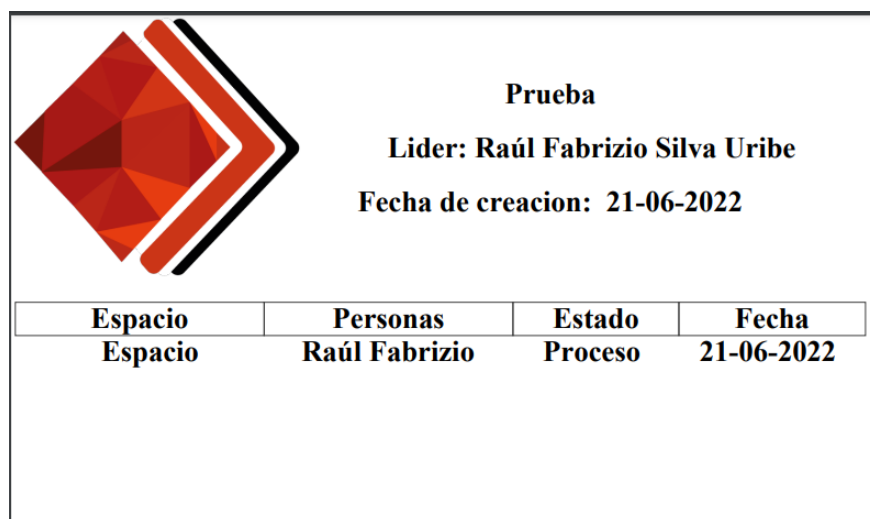 Prueba
Lider: Raúl Fabrizio Silva Uribe
Fecha de creacion: 21-06-2022
Espacio Personas Estado Fecha
Espacio Raúl Fabrizio Proceso 21-06-2022